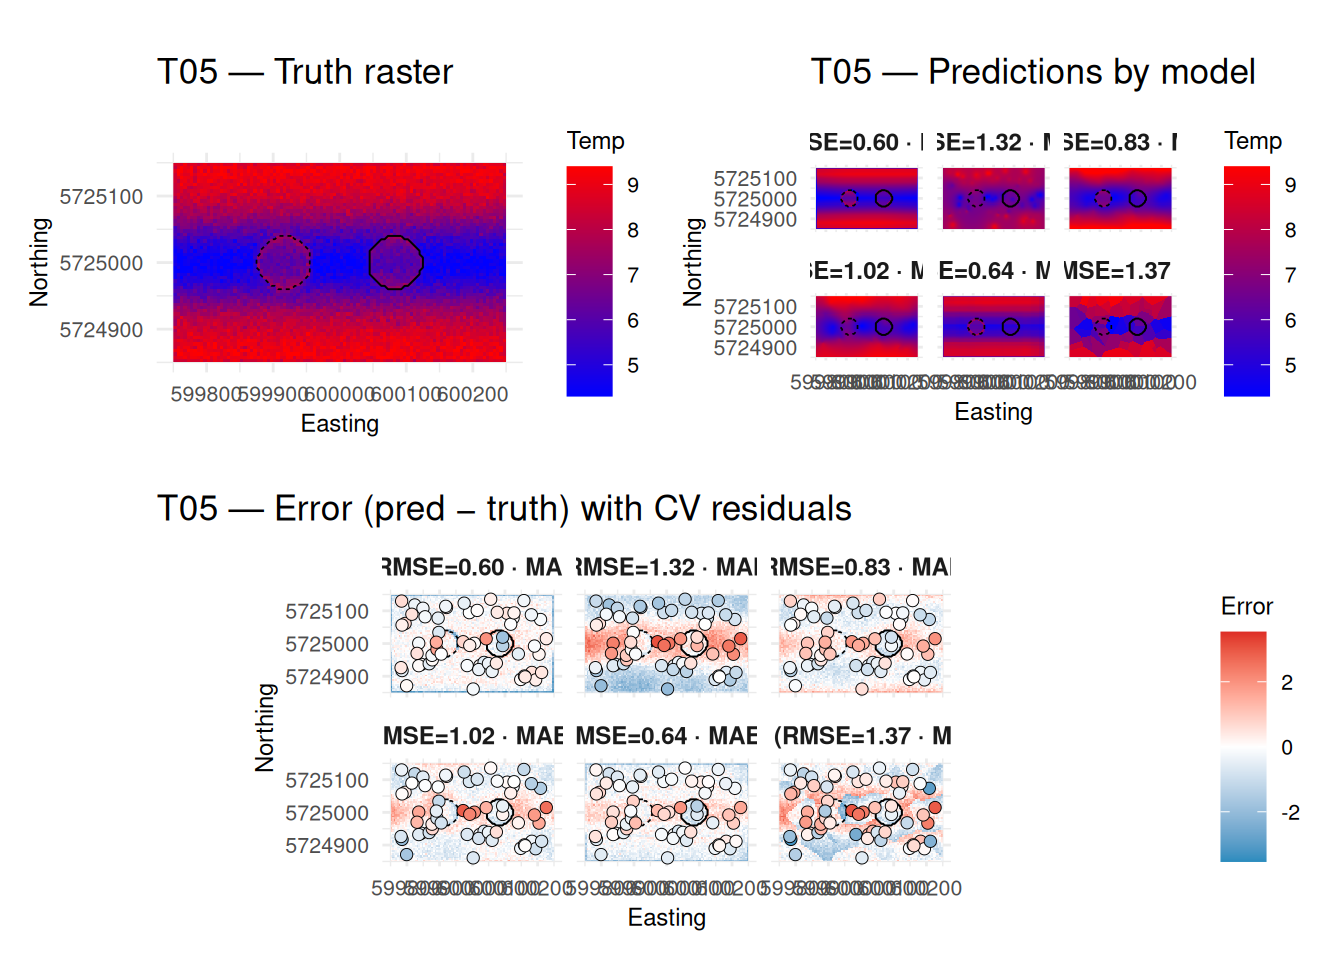 T05 — Truth raster
Temp
9
8
7
6
5
5725100
5725000
5724900
Northing
599800
599900
600000
600100
600200
Easting
T05 — Predictions by model
SE=0.60 ·
SE=1.32 ·
SE=0.83 ·
5725100
5725000
5724900
SE=1.02 · M
E=0.64 · M
MSE=1.37
5725100
5725000
5724900
Northing
Easting
Temp
9
8
7
6
5
T05 — Error (pred − truth) with CV residuals
RMSE=0.60 · MA
RMSE=1.32 · MA
RMSE=0.83 · MA
5725100
5725000
5724900
MSE=1.02 · MAE
MSE=0.64 · MAE
(RMSE=1.37 · M
5725100
5725000
5724900
Northing
Easting
Error
2
0
-2